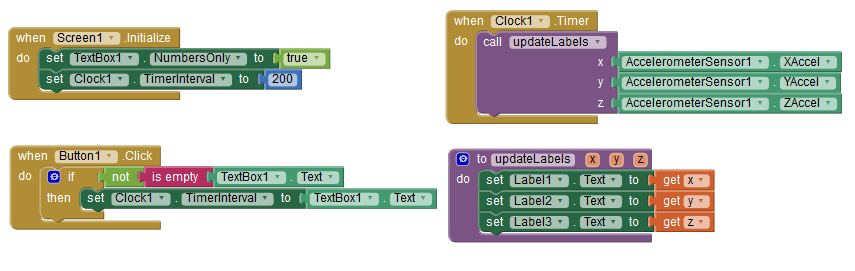 when Screen1 .Initialize
do set TextBox1 . NumbersOnly to true
set Clock1 . TimerInterval to 200
when Button1 .Click
do if not is empty TextBox1 . Text
then set Clock1 . TimerInterval to TextBox1 . Text
when Clock1 .Timer
do call updateLabels
x AccelerometerSensor1 . XAccel
y AccelerometerSensor1 . YAccel
z AccelerometerSensor1 . ZAccel
to updateLabels x y z
do set Label1 . Text to get x
set Label2 . Text to get y
set Label3 . Text to get z